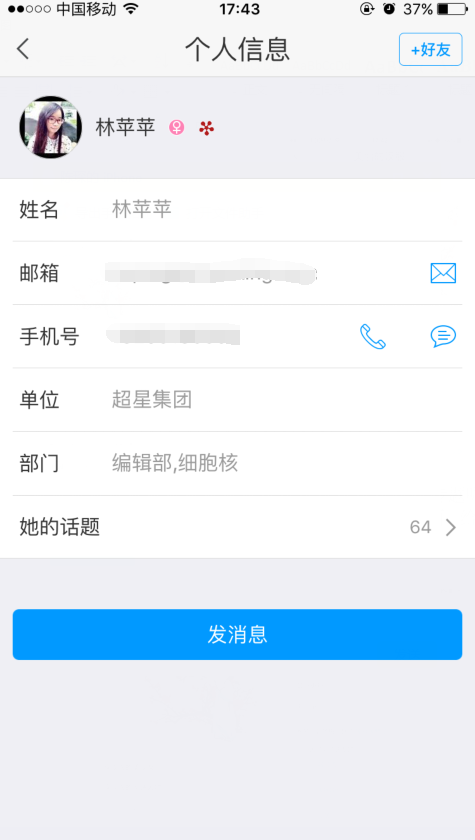 中国移动 17:43 37%
个人信息 +好友
林苹苹
姓名 林苹苹
邮箱
手机号
单位 超星集团
部门 编辑部,细胞核
她的话题 64
发消息